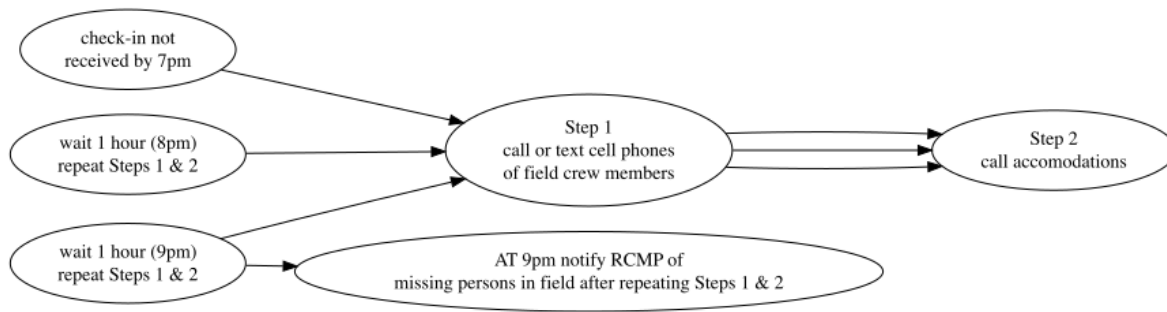 check-in not
received by 7pm
wait 1 hour (8pm)
repeat Steps 1 & 2
wait 1 hour (9pm)
repeat Steps 1 & 2
Step 1
call or text cell phones
of field crew members
AT 9pm notify RCMP of
missing persons in field after repeating Steps 1 & 2
Step 2
call accomodations